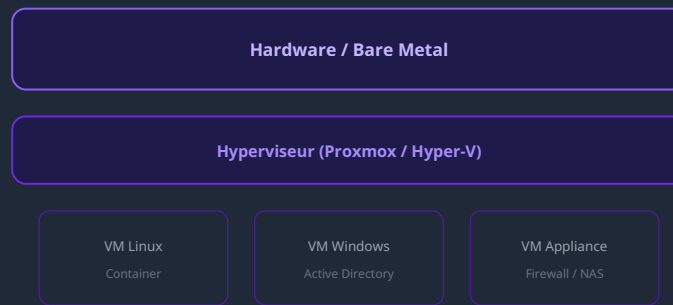 Hardware / Bare Metal
Hyperviseur (Proxmox / Hyper-V)
VM Linux
Container
VM Windows
Active Directory
VM Appliance
Firewall / NAS